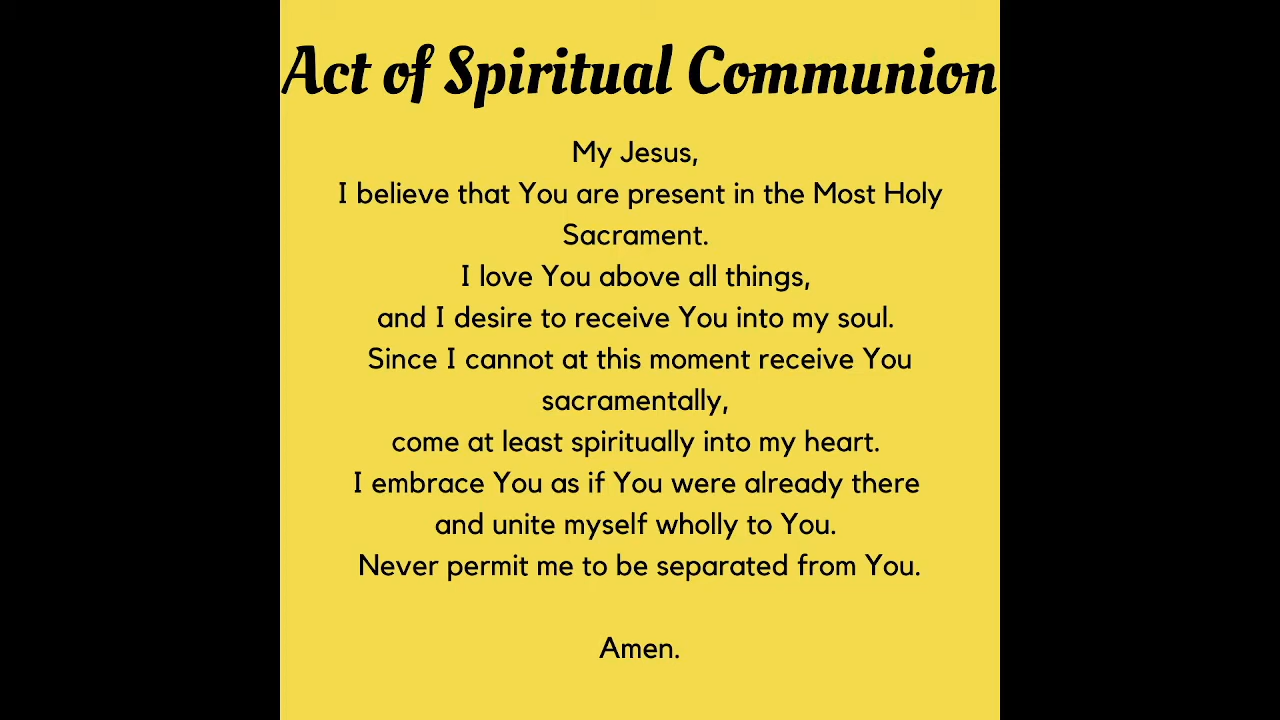 Act of Spiritual Communion
My Jesus,
I believe that You are present in the Most Holy
Sacrament.
I love You above all things,
and I desire to receive You into my soul.
Since I cannot at this moment receive You
sacramentally,
come at least spiritually into my heart.
I embrace You as if You were already there
and unite myself wholly to You.
Never permit me to be separated from You.
Amen.